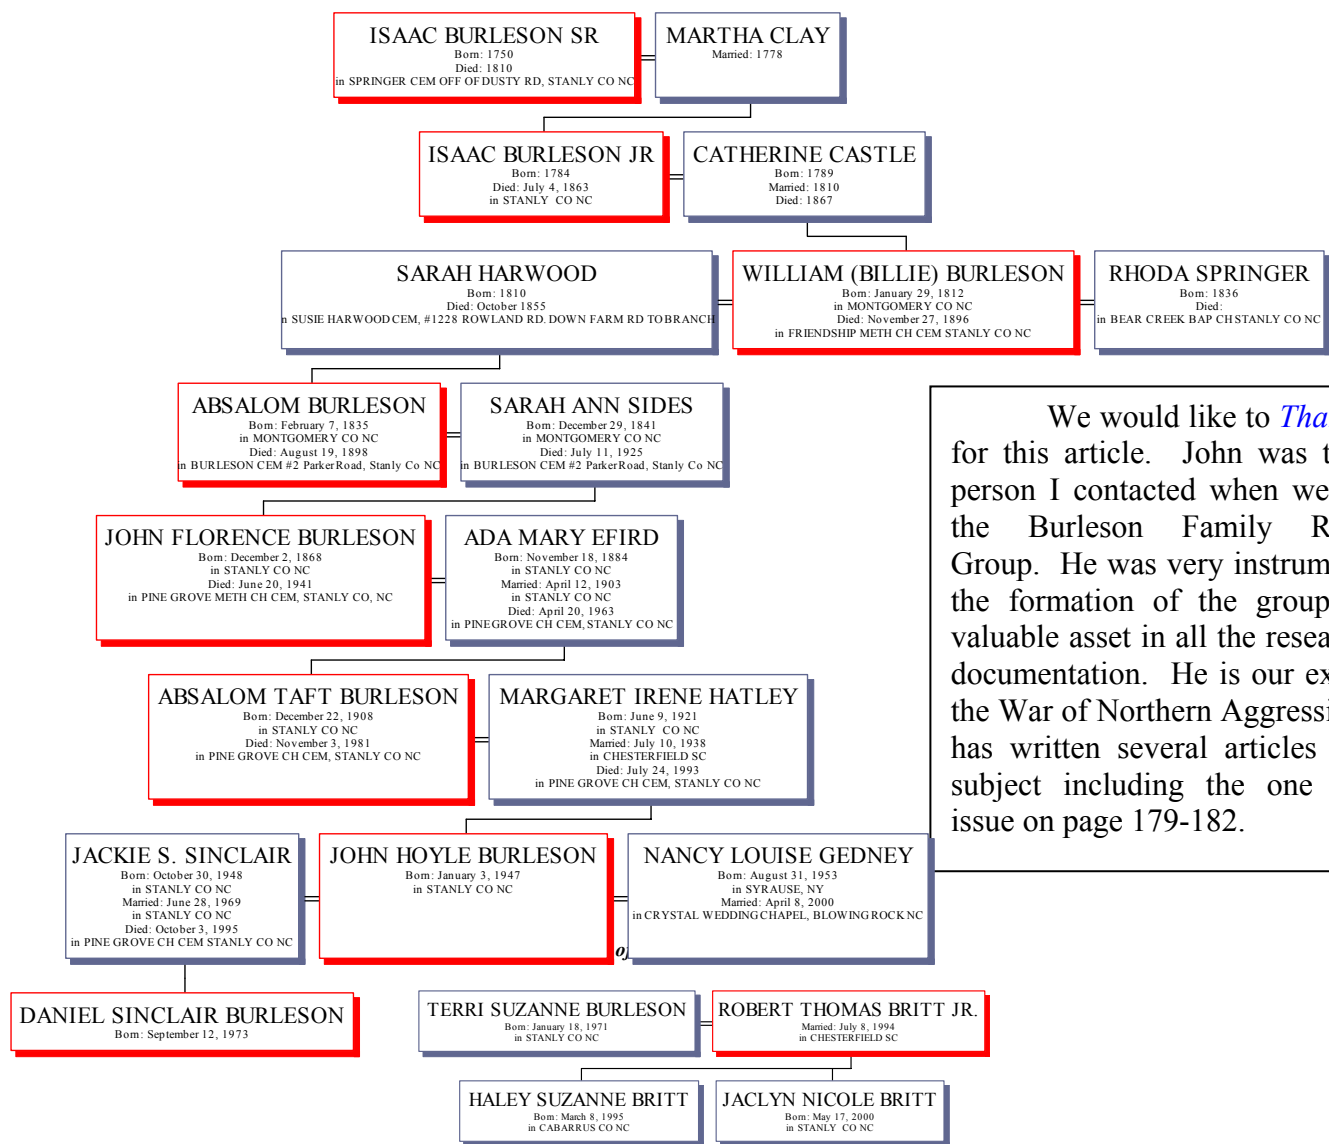 ISAAC BURLESON SR
Born: 1750
Died: 1810
in SPRINGER CEM OFF OF DUSTY RD, STANLY CO NC
MARTHA CLAY
Married: 1778
ISAAC BURLESON JR
Born: 1784
Died: July 4, 1863
in STANLY CO NC
CATHERINE CASTLE
Born: 1789
Married: 1810
Died: 1867
SARAH HARWOOD
Born: 1810
Died: October 1855
n SUSIE HARWOOD CEM, #1228 ROWLAND RD. DOWN FARM RD TO BRANCH
WILLIAM (BILLIE) BURLESON
Born: January 29, 1812
in MONTGOMERY CO NC
Died: November 27, 1896
in FRIENDSHIP METH CH CEM STANLY CO NC
RHODA SPRINGER
Born: 1836
Died:
in BEAR CREEK BAP CH STANLY CO NC
ABSALOM BURLESON
Born: February 7, 1835
in MONTGOMERY CO NC
Died: August 19, 1898
in BURLESON CEM #2 Parker Road, Stanly Co NC
SARAH ANN SIDES
Born: December 29, 1841
in MONTGOMERY CO NC
Died: July 11, 1925
in BURLESON CEM #2 Parker Road, Stanly Co NC
We would like to Tha
for this article. John was t
person I contacted when we
the Burleson Family R
Group. He was very instrum
the formation of the group
valuable asset in all the resea
documentation. He is our ex
the War of Northern Aggressi
has written several articles
subject including the one
issue on page 179-182.
JOHN FLORENCE BURLESON
Born: December 2, 1868
in STANLY CO NC
Died: June 20, 1941
in PINE GROVE METH CH CEM, STANLY CO, NC
ADA MARY EFIRD
Born: November 18, 1884
in STANLY CO NC
Married: April 12, 1903
in STANLY CO NC
Died: April 20, 1963
in PINE GROVE CH CEM, STANLY CO NC
ABSALOM TAFT BURLESON
Born: December 22, 1908
in STANLY CO NC
Died: November 3, 1981
in PINE GROVE CH CEM, STANLY CO NC
MARGARET IRENE HATLEY
Born: June 9, 1921
in STANLY CO NC
Married: July 10, 1938
in CHESTERFIELD SC
Died: July 24, 1993
in PINE GROVE CH CEM, STANLY CO NC
JACKIE S. SINCLAIR
Born: October 30, 1948
in STANLY CO NC
Married: June 28, 1969
in STANLY CO NC
Died: October 3, 1995
in PINE GROVE CH CEM STANLY CO NC
JOHN HOYLE BURLESON
Born: January 3, 1947
in STANLY CO NC
NANCY LOUISE GEDNEY
Born: August 31, 1953
in SYRAUSE, NY
Married: April 8, 2000
in CRYSTAL WEDDING CHAPEL, BLOWING ROCK NC
DANIEL SINCLAIR BURLESON
Born: September 12, 1973
TERRI SUZANNE BURLESON
Born: January 18, 1971
in STANLY CO NC
ROBERT THOMAS BRITT JR.
Married: July 8, 1994
in CHESTERFIELD SC
HALEY SUZANNE BRITT
Born: March 8, 1995
in CABARRUS CO NC
JACLYN NICOLE BRITT
Born: May 17, 2000
in STANLY CO NC